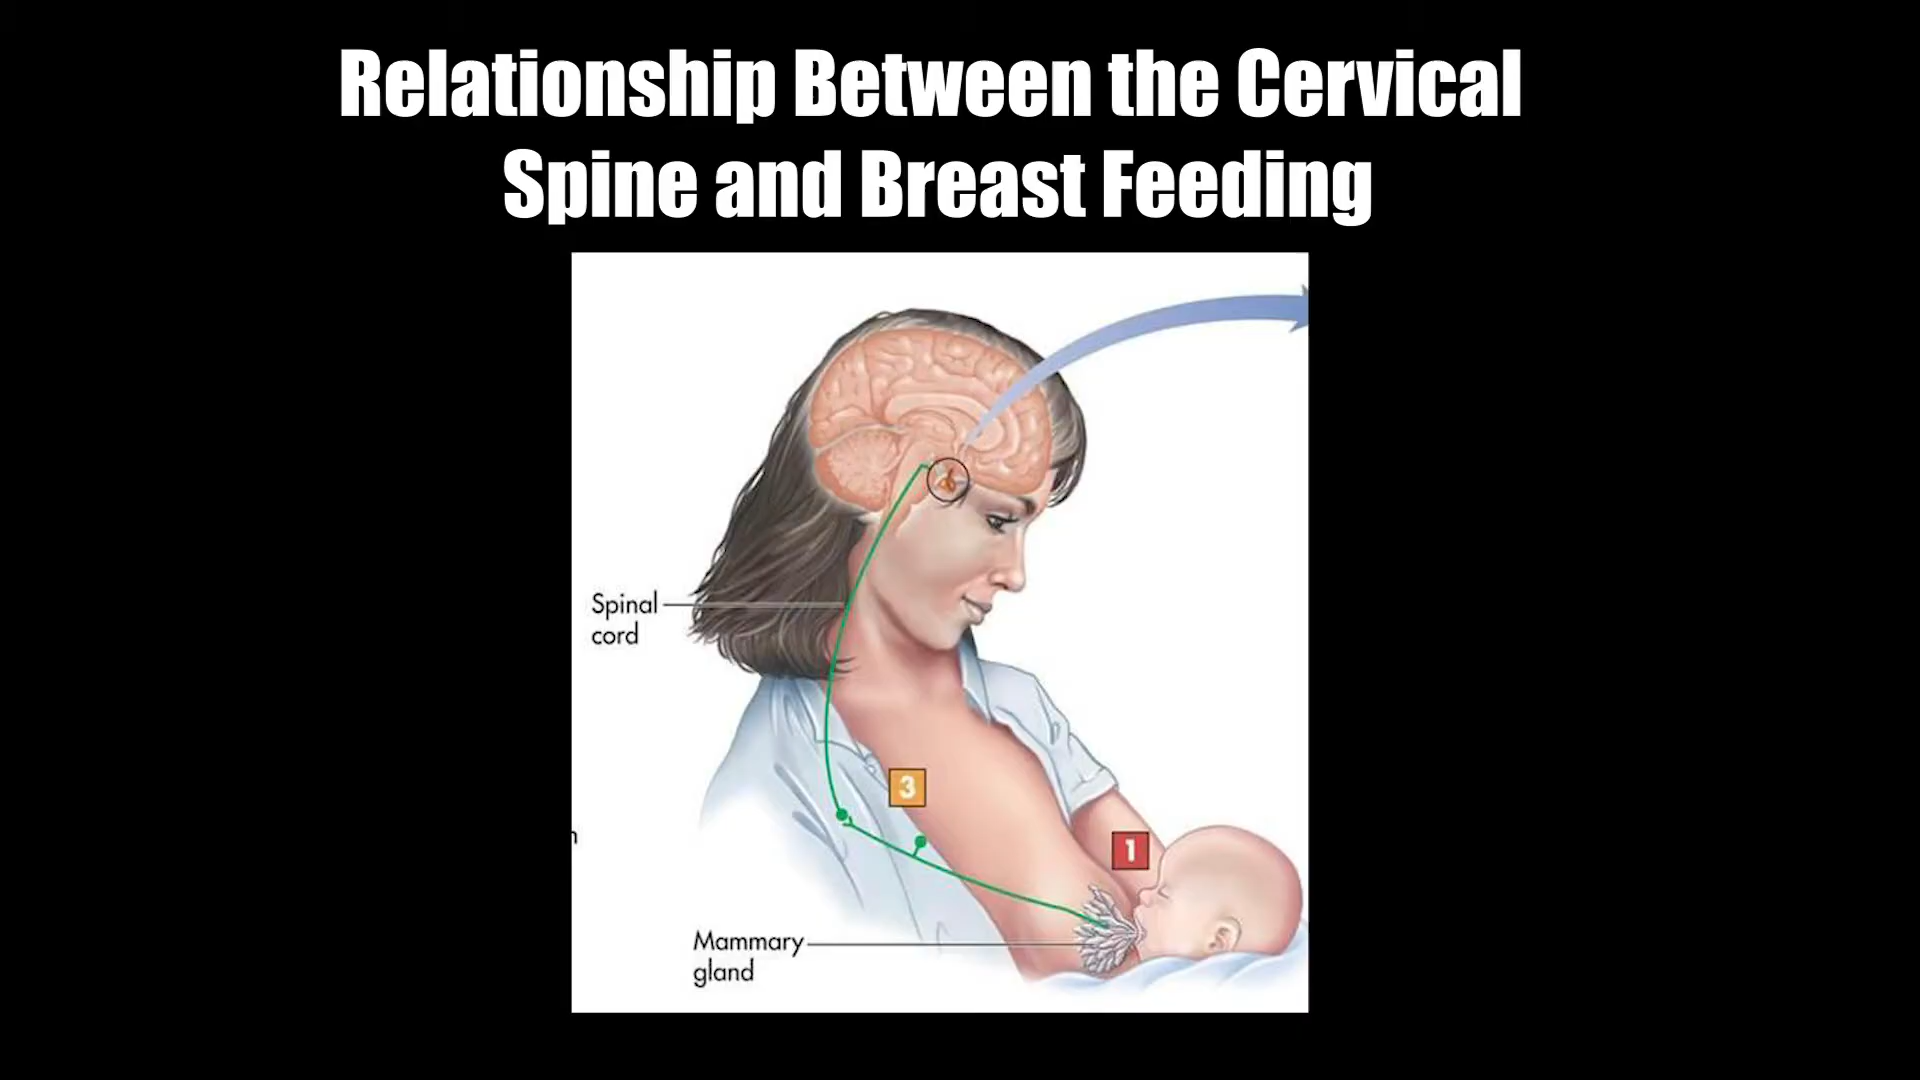 Relationship Between the Cervical
Spine and Breast Feeding
Spinal
cord
3
1
n
Mammary
gland